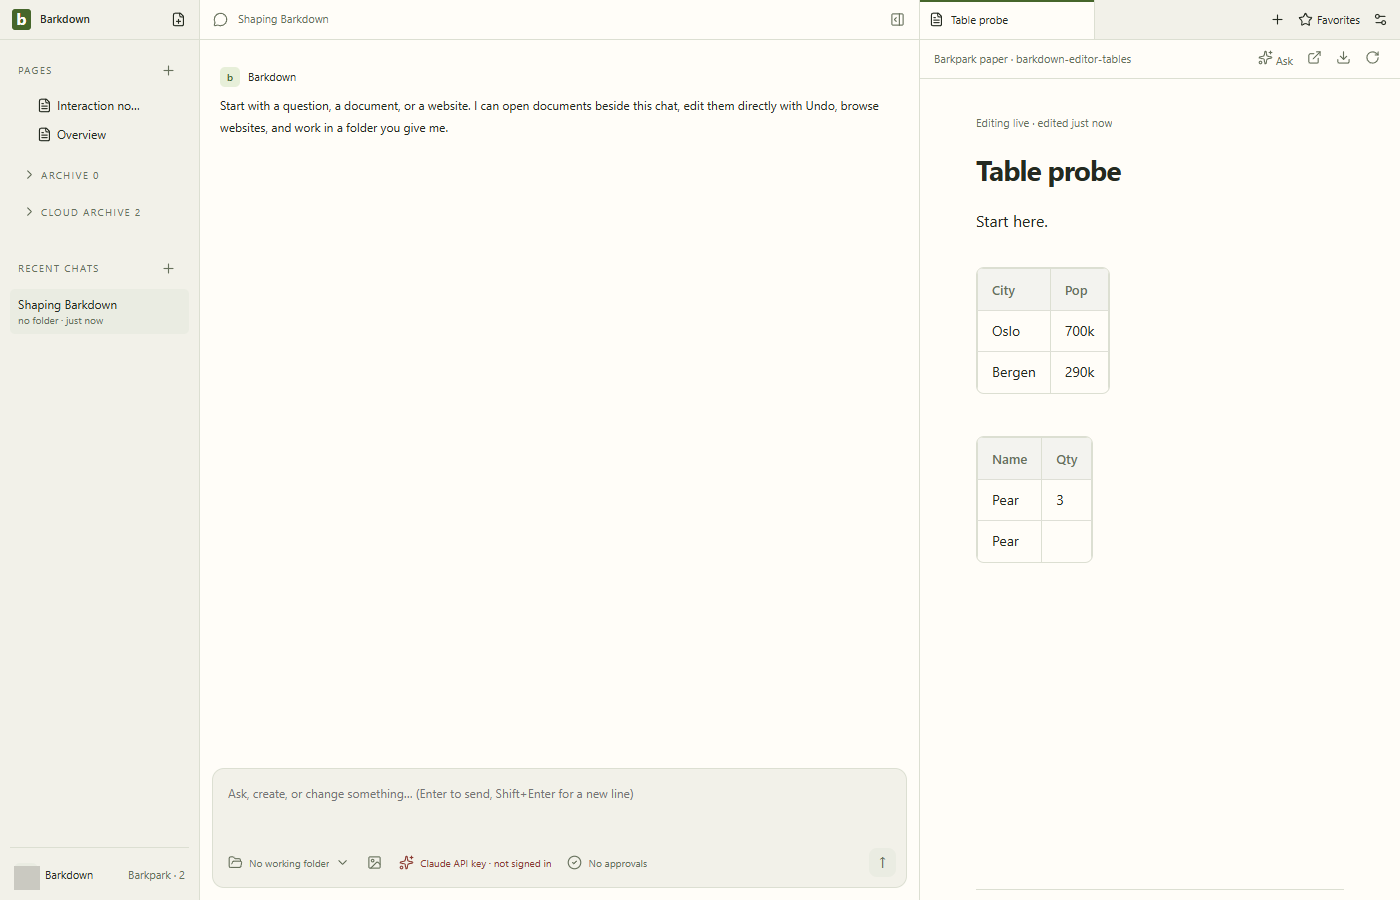 b Barkdown
PAGES
Interaction no...
Overview
ARCHIVE 0
CLOUD ARCHIVE 2
RECENT CHATS
Shaping Barkdown
no folder · just now
Barkdown
Barkpark · 2
Shaping Barkdown
b Barkdown
Start with a question, a document, or a website. I can open documents beside this chat, edit them directly with Undo, browse
websites, and work in a folder you give me.
Ask, create, or change something... (Enter to send, Shift+Enter for a new line)
No working folder
Claude API key · not signed in
No approvals
Table probe
Favorites
Barkpark paper · barkdown-editor-tables
Ask
Editing live · edited just now
Table probe
Start here.
City Pop
Oslo 700k
Bergen 290k
Name Qty
Pear 3
Pear